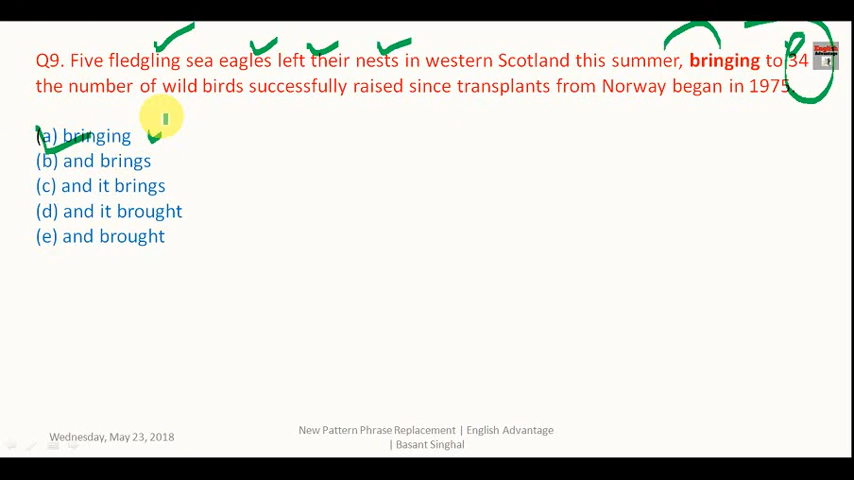 Q9. Five fledgling sea eagles left their nests in western Scotland this summer, bringing to 34
the number of wild birds successfully raised since transplants from Norway began in 1975.
(a) bringing
(b) and brings
(c) and it brings
(d) and it brought
(e) and brought
Wednesday, May 23, 2018
New Pattern Phrase Replacement | English Advantage
| Basant Singhal
English